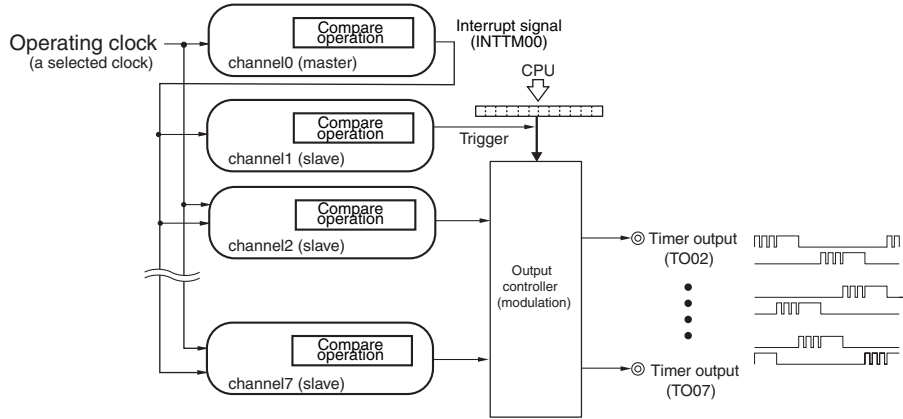 Operating clock
(a selected clock)
Compare
operation
channel0 (master)
Interrupt signal
(INTTM00)
CPU
Compare
operation
channel1 (slave)
Trigger
Compare
operation
channel2 (slave)
Output
controller
(modulation)
Timer output
(TO02)
Compare
operation
channel7 (slave)
Timer output
(TO07)